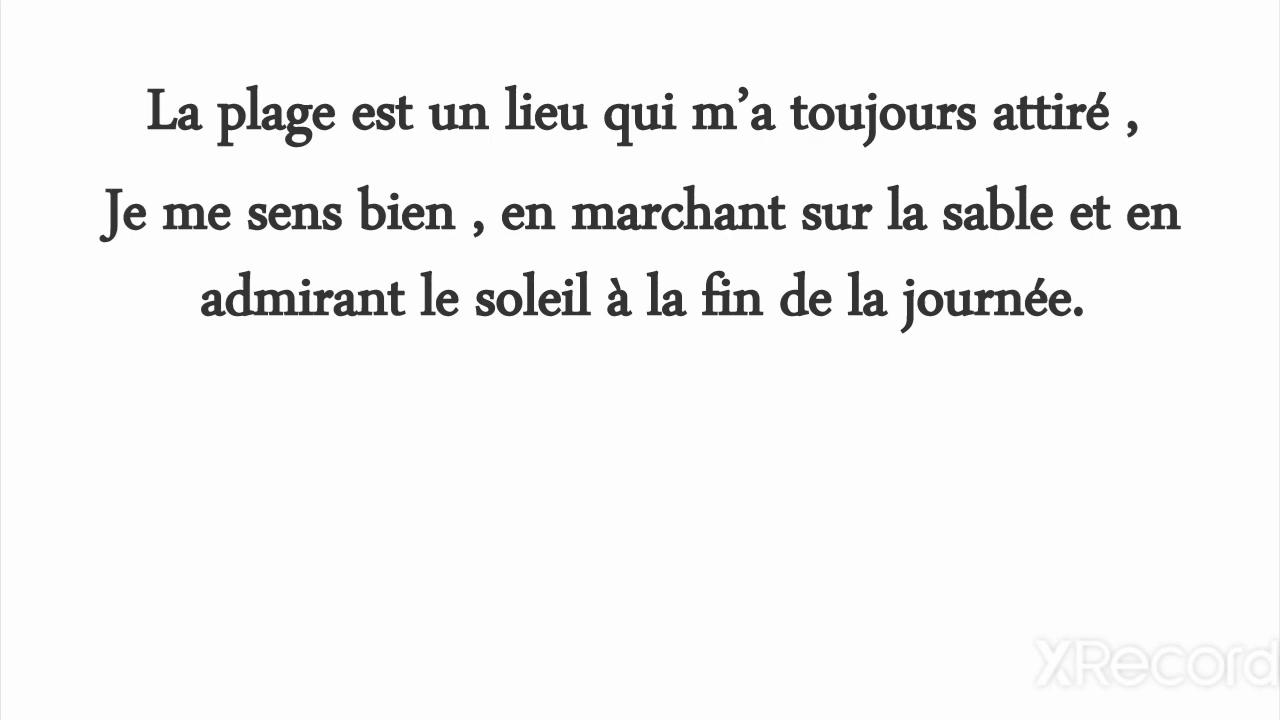 La plage est un lieu qui m’a toujours attiré ,
Je me sens bien , en marchant sur la sable et en
admirant le soleil à la fin de la journée.
XRecord